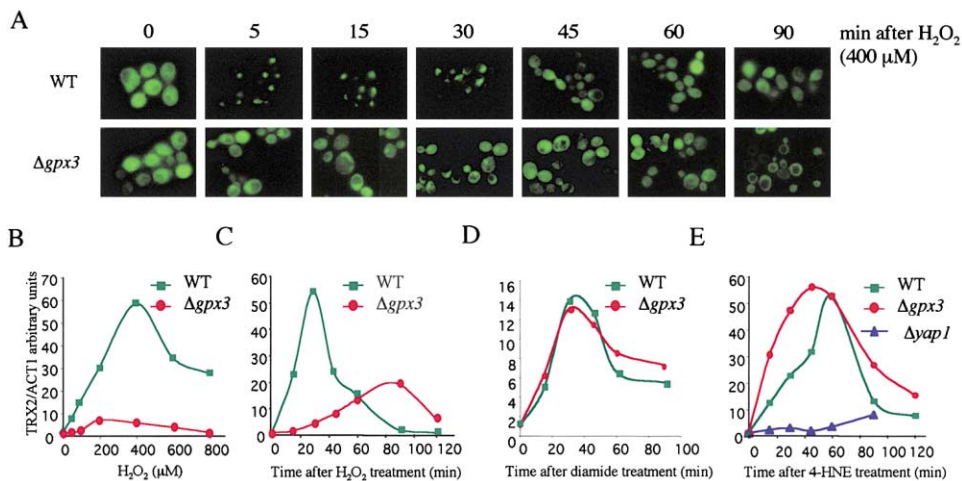 A
0 5 15 30 45 60 90 min after H₂O₂
(400 µM)
WT
Δgpx3
B
WT
Δgpx3
TRX2/ACT1 arbitrary units
70
60
50
40
30
20
10
0
0 200 400 600 800
H₂O₂ (µM)
C
WT
Δgpx3
60
50
40
30
20
10
0
0 20 40 60 80 100 120
Time after H₂O₂ treatment (min)
D
WT
Δgpx3
16
14
12
10
8
6
4
2
0
0 20 40 60 80 100
Time after diamide treatment (min)
E
WT
Δgpx3
Δyap1
60
50
40
30
20
10
0
0 20 40 60 80 100 120
Time after 4-HNE treatment (min)